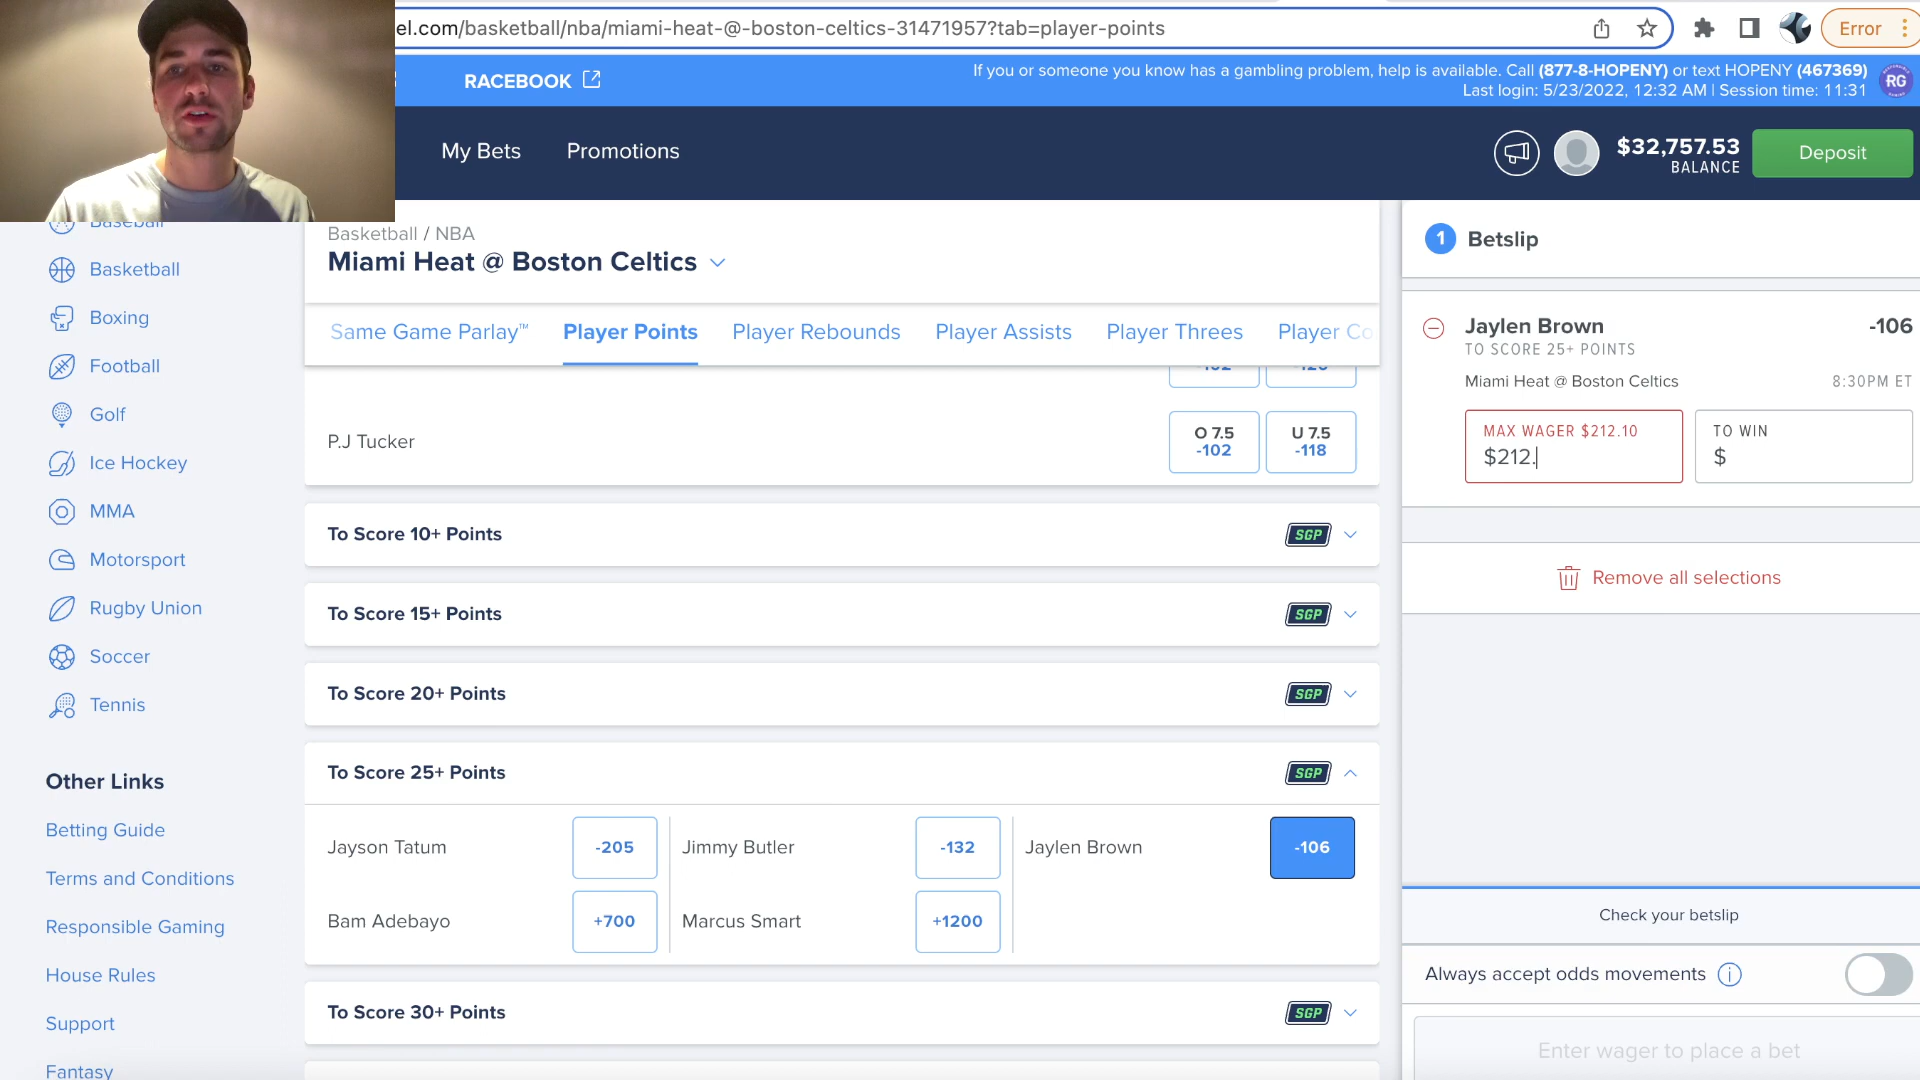 el.com/basketball/nba/miami-heat-@-boston-celtics-31471957?tab=player-points
Error
RACEBOOK
If you or someone you know has a gambling problem, help is available. Call (877-8-HOPENY) or text HOPENY (467369)
Last login: 5/23/2022, 12:32 AM | Session time: 11:31
RG
My Bets
Promotions
$32,757.53
BALANCE
Deposit
Baseball
Basketball
Boxing
Football
Golf
Ice Hockey
MMA
Motorsport
Rugby Union
Soccer
Tennis
Other Links
Betting Guide
Terms and Conditions
Responsible Gaming
House Rules
Support
Fantasy
Basketball / NBA
Miami Heat @ Boston Celtics
Same Game Parlay™
Player Points
Player Rebounds
Player Assists
Player Threes
Player Co
-102
-120
P.J Tucker
O 7.5
-102
U 7.5
-118
To Score 10+ Points
SGP
To Score 15+ Points
SGP
To Score 20+ Points
SGP
To Score 25+ Points
SGP
Jayson Tatum
-205
Jimmy Butler
-132
Jaylen Brown
-106
Bam Adebayo
+700
Marcus Smart
+1200
To Score 30+ Points
SGP
1
Betslip
Jaylen Brown
-106
TO SCORE 25+ POINTS
Miami Heat @ Boston Celtics
8:30PM ET
MAX WAGER $212.10
$212.
TO WIN
$
Remove all selections
Check your betslip
Always accept odds movements
Enter wager to place a bet